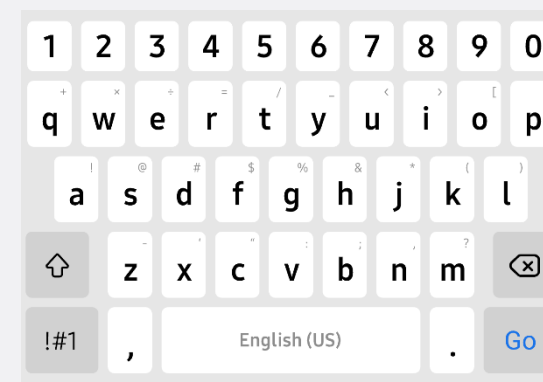 1 2 3 4 5 6 7 8 9 0
+ × ÷ = / _ < > [
q w e r t y u i o p
! @ # $ % & * ( )
a s d f g h j k l
- ' " : ; , ?
z x c v b n m
!#1 , English (US) . Go